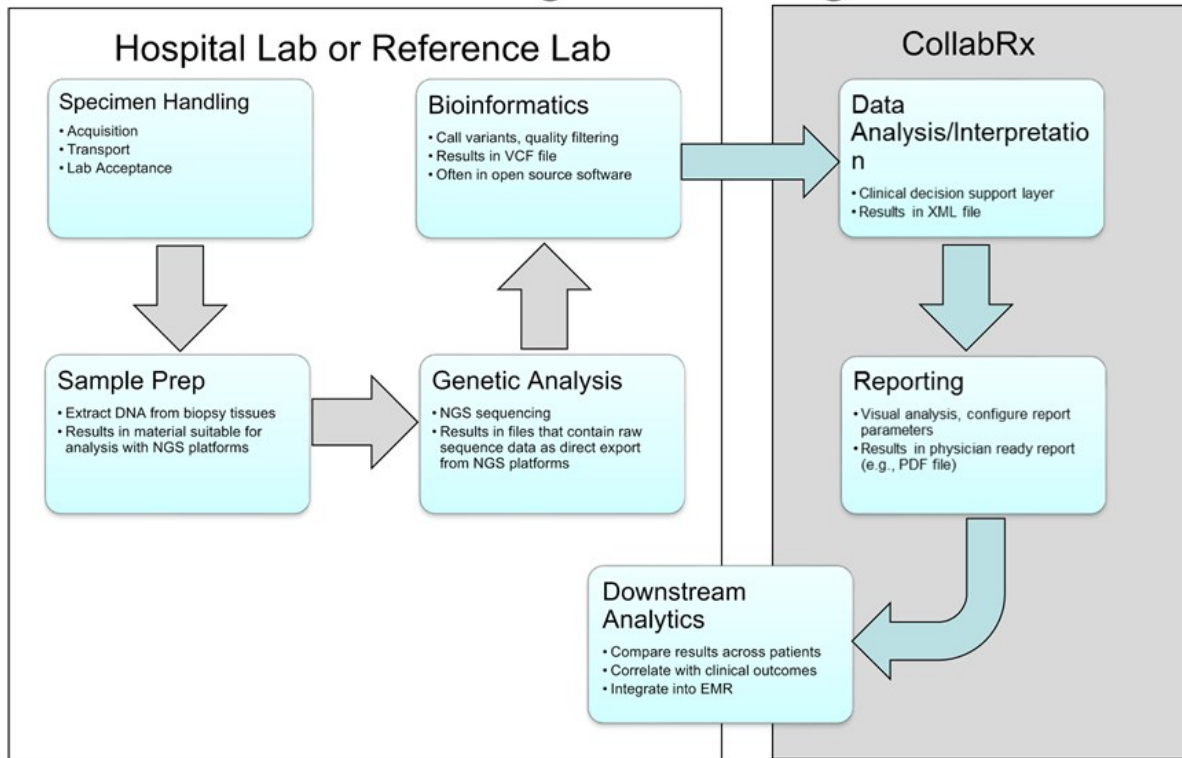 Hospital Lab or Reference Lab
CollabRx
Specimen Handling
• Acquisition
• Transport
• Lab Acceptance
Bioinformatics
• Call variants, quality filtering
• Results in VCF file
• Often in open source software
Data
Analysis/Interpretatio
n
• Clinical decision support layer
• Results in XML file
Sample Prep
• Extract DNA from biopsy tissues
• Results in material suitable for
analysis with NGS platforms
Genetic Analysis
• NGS sequencing
• Results in files that contain raw
sequence data as direct export
from NGS platforms
Reporting
• Visual analysis, configure report
parameters
• Results in physician ready report
(e.g., PDF file)
Downstream
Analytics
• Compare results across patients
• Correlate with clinical outcomes
• Integrate into EMR